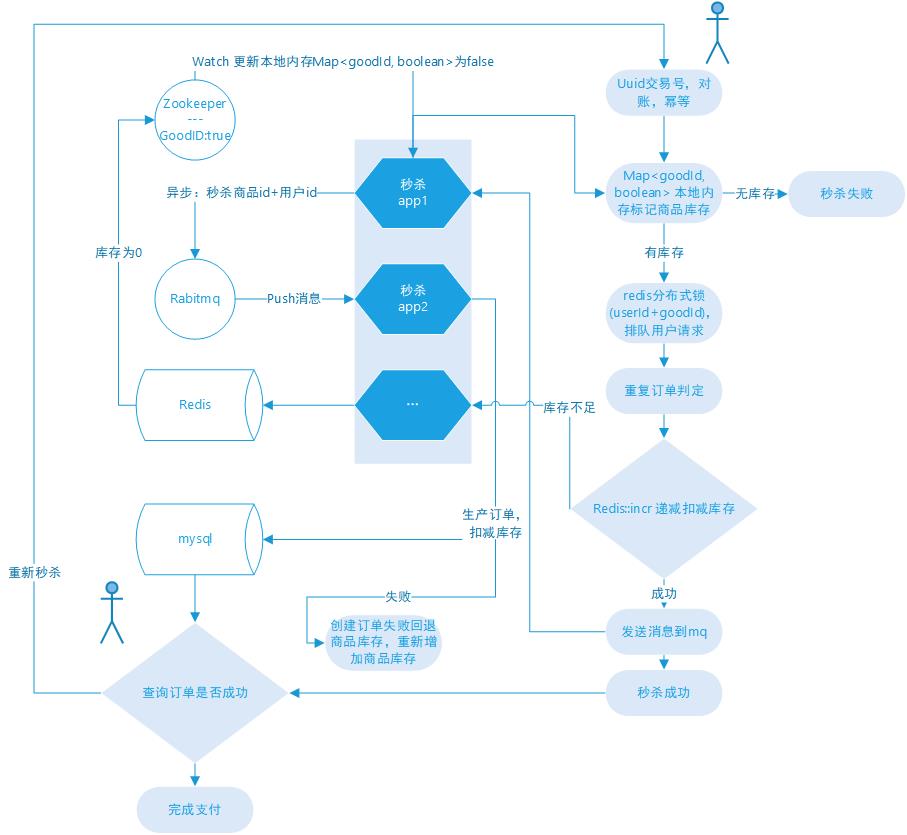 Watch 更新本地内存Map<goodId, boolean>为false
Zookeeper
---
GoodID:true
Uuid交易号，对
账，幂等
秒杀
app1
异步：秒杀商品id+用户id
Map<goodId,
boolean> 本地内
存标记商品库存
无库存
秒杀失败
库存为0
有库存
Rabitmq
Push消息
秒杀
app2
redis分布式锁
(userId+goodId),
排队用户请求
Redis
...
库存不足
重复订单判定
Redis::incr 递减扣减库存
生产订单，
扣减库存
mysql
重新秒杀
失败
成功
创建订单失败回退
商品库存，重新增
加商品库存
发送消息到mq
查询订单是否成功
秒杀成功
完成支付